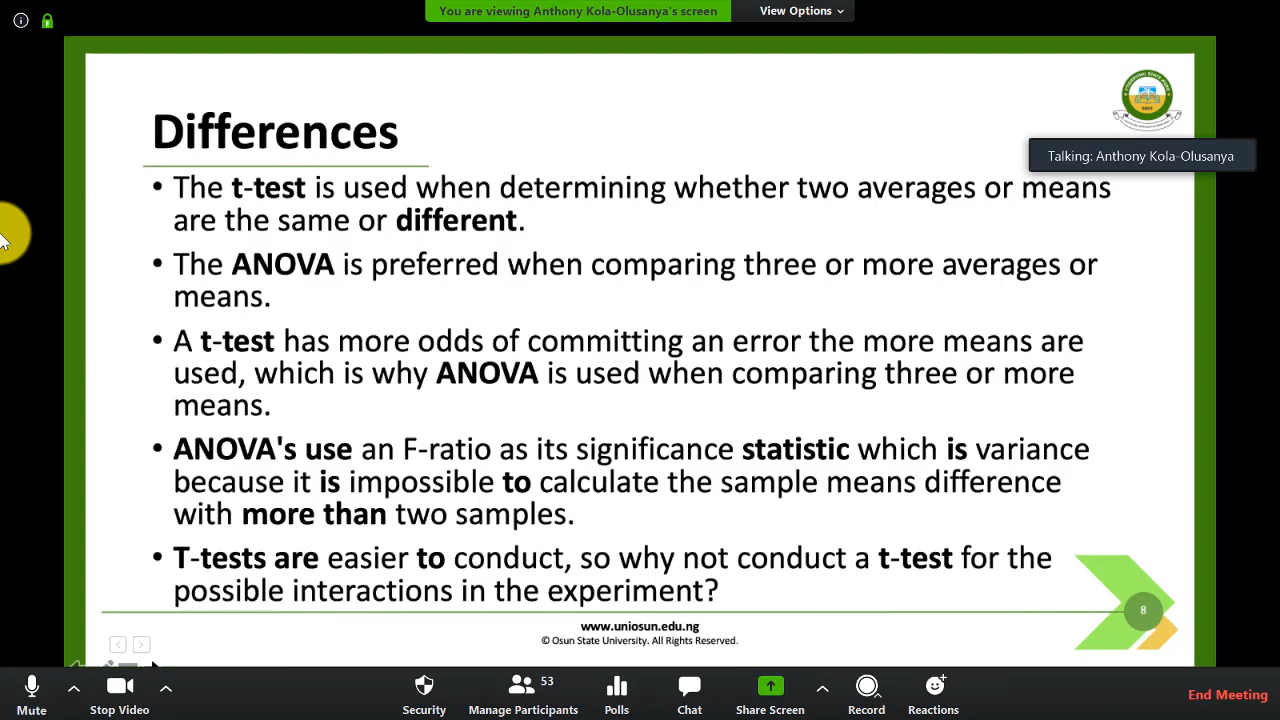 You are viewing Anthony Kola-Olusanya's screen
View Options
Differences
Talking: Anthony Kola-Olusanya
• The t-test is used when determining whether two averages or means
are the same or different.
• The ANOVA is preferred when comparing three or more averages or
means.
• A t-test has more odds of committing an error the more means are
used, which is why ANOVA is used when comparing three or more
means.
• ANOVA's use an F-ratio as its significance statistic which is variance
because it is impossible to calculate the sample means difference
with more than two samples.
• T-tests are easier to conduct, so why not conduct a t-test for the
possible interactions in the experiment?
8
www.uniosun.edu.ng
© Osun State University. All Rights Reserved.
53
Mute
Stop Video
Security
Manage Participants
Polls
Chat
Share Screen
Record
Reactions
End Meeting